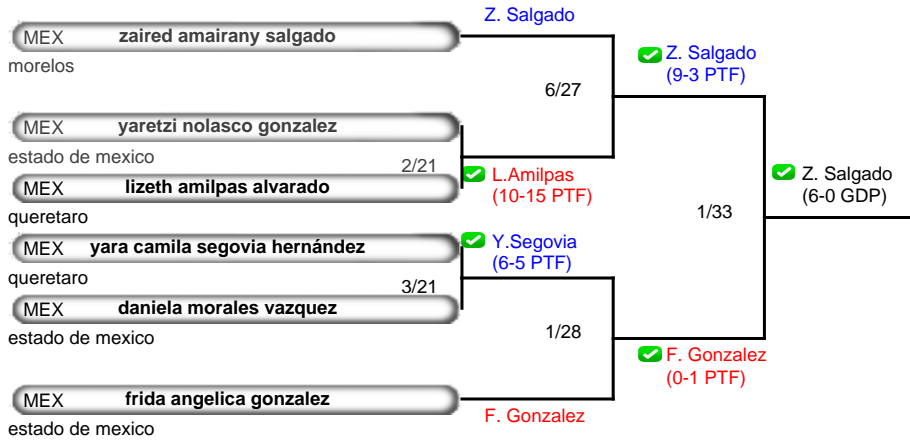 Z. Salgado
MEX zaired amairany salgado
morelos
Z. Salgado
(9-3 PTF)
6/27
MEX yaretzi nolasco gonzalez
estado de mexico
2/21
L.Amilpas
(10-15 PTF)
MEX lizeth amilpas alvarado
queretaro
Z. Salgado
(6-0 GDP)
1/33
MEX yara camila segovia hernández
queretaro
Y.Segovia
(6-5 PTF)
3/21
MEX daniela morales vazquez
estado de mexico
1/28
F. Gonzalez
(0-1 PTF)
MEX frida angelica gonzalez
estado de mexico
F. Gonzalez